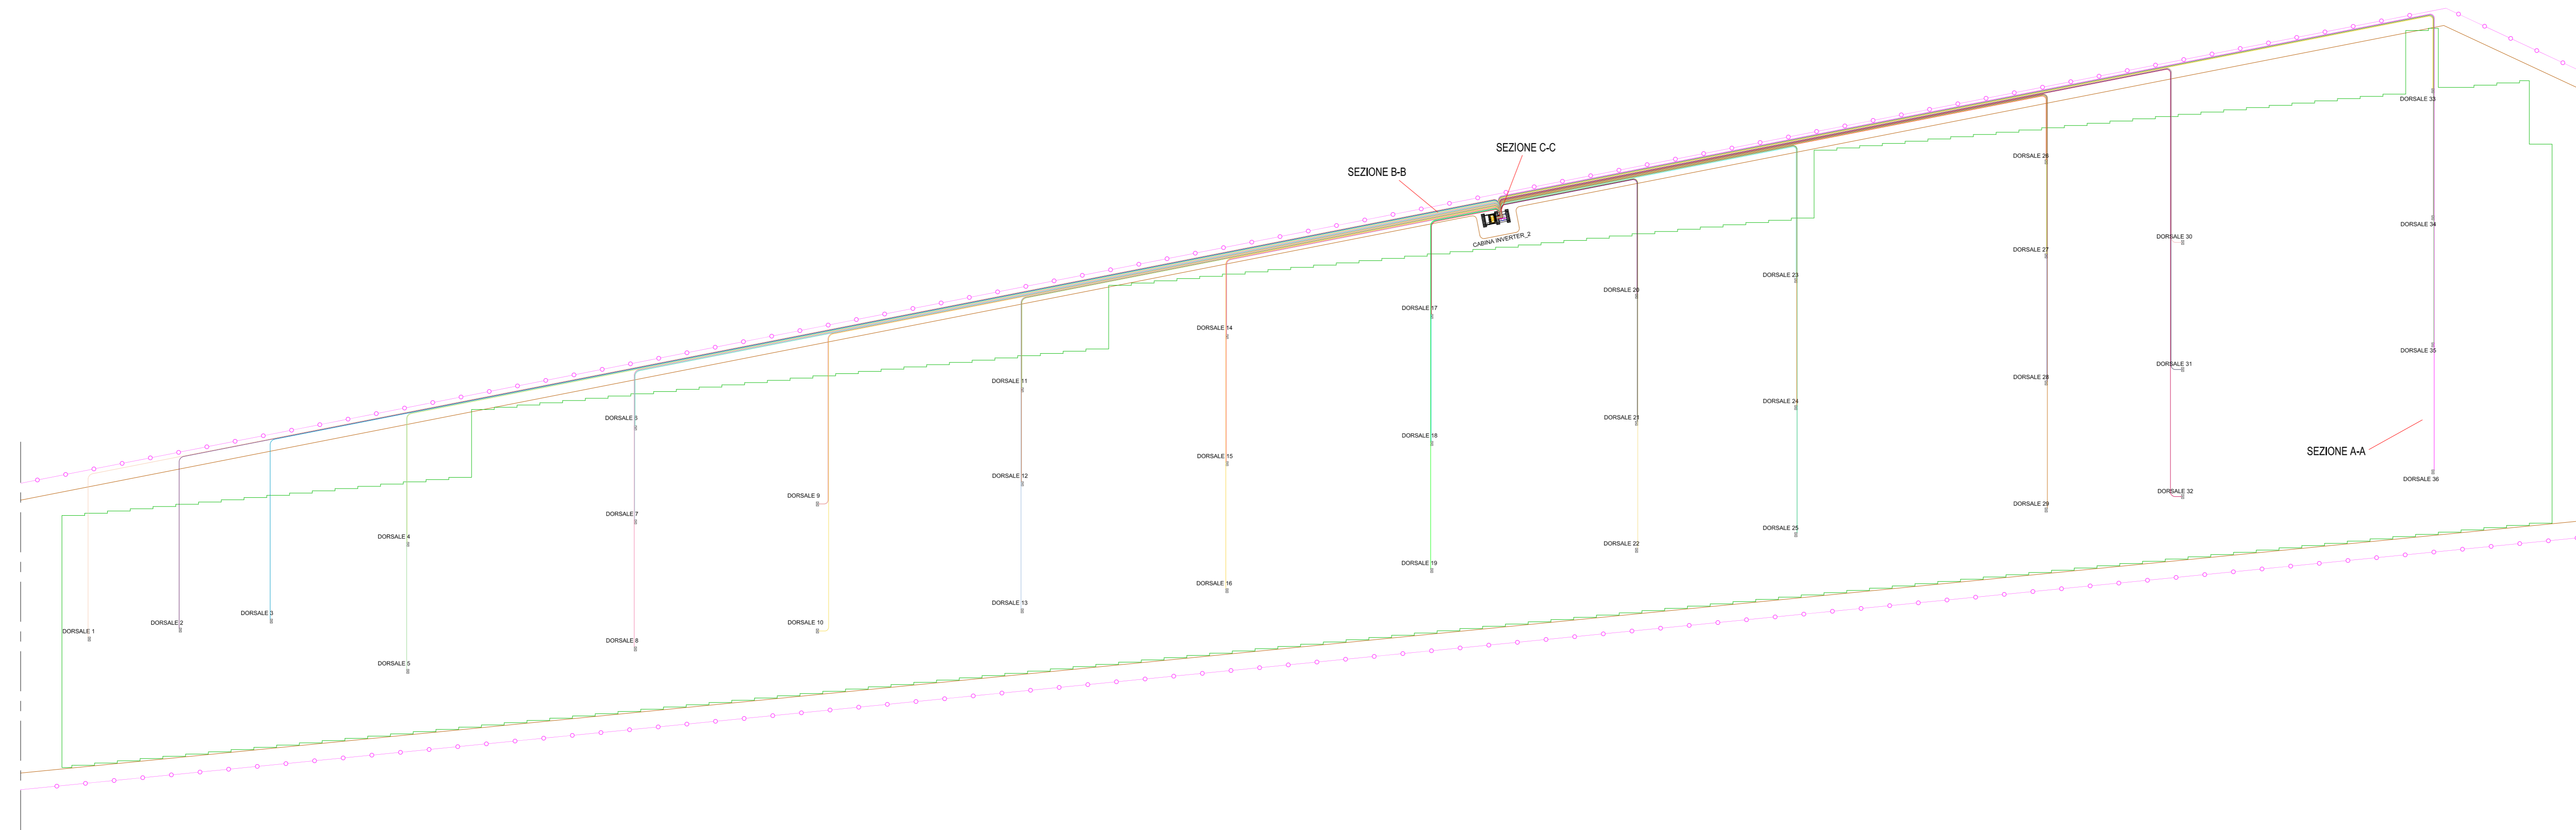 SEZIONE C-C
SEZIONE B-B
SEZIONE A-A
CABINA INVERTER_2
DORSALE 1
DORSALE 2
DORSALE 3
DORSALE 4
DORSALE 5
DORSALE 6
DORSALE 7
DORSALE 8
DORSALE 9
DORSALE 10
DORSALE 11
DORSALE 12
DORSALE 13
DORSALE 14
DORSALE 15
DORSALE 16
DORSALE 17
DORSALE 18
DORSALE 19
DORSALE 20
DORSALE 21
DORSALE 22
DORSALE 23
DORSALE 24
DORSALE 25
DORSALE 26
DORSALE 27
DORSALE 28
DORSALE 29
DORSALE 30
DORSALE 31
DORSALE 32
DORSALE 33
DORSALE 34
DORSALE 35
DORSALE 36